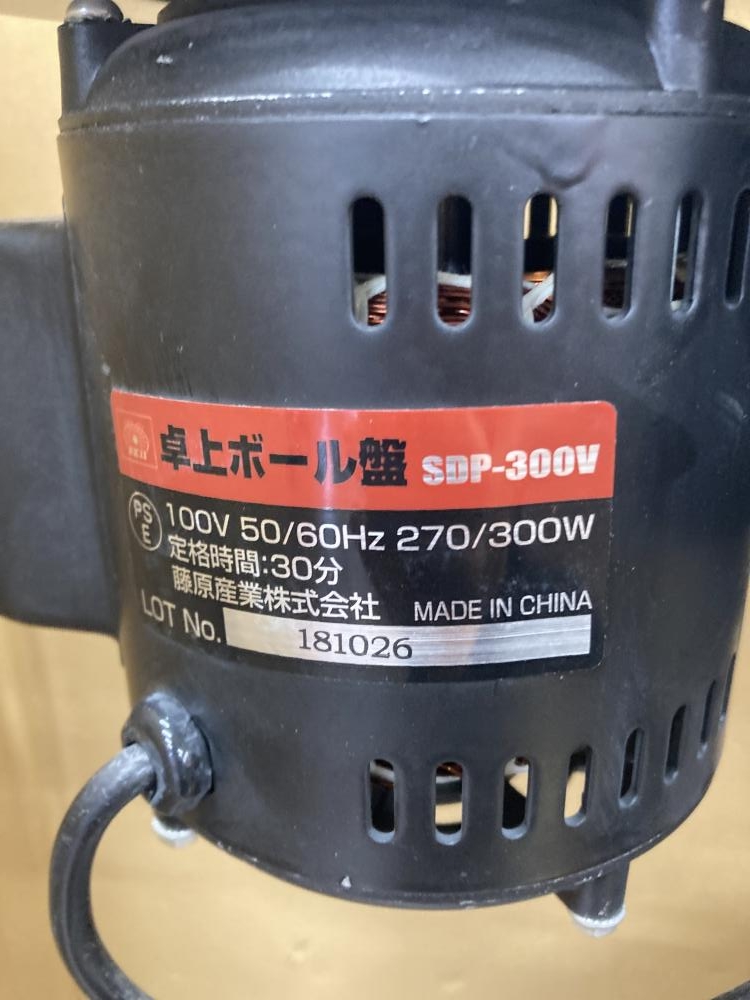 卓上ボール盤 SDP-300V
PS
E
100V 50/60Hz 270/300W
定格時間:30分
藤原産業株式会社 MADE IN CHINA
LOT No. 181026